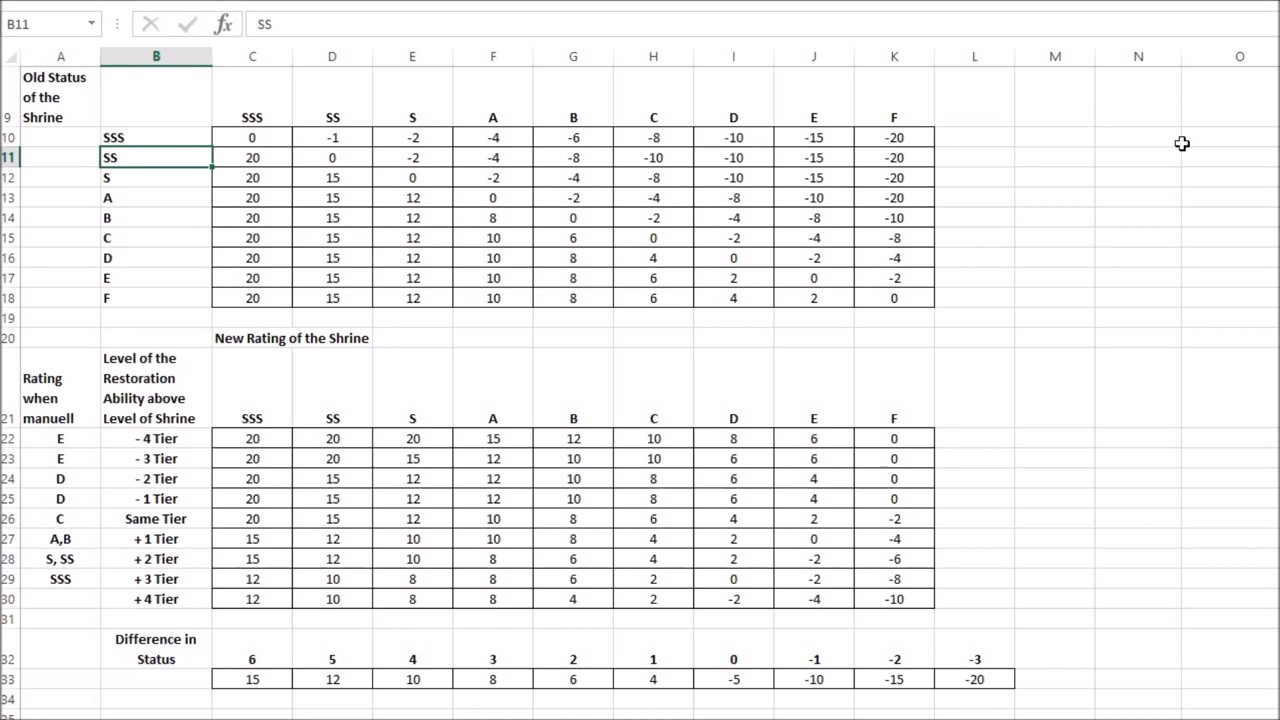 B11 fx SS
A B C D E F G H I J K L M N O
Old Status
of the
9 Shrine SSS SS S A B C D E F
10 SSS 0 -1 -2 -4 -6 -8 -10 -15 -20
11 SS 20 0 -2 -4 -8 -10 -10 -15 -20
12 S 20 15 0 -2 -4 -8 -10 -15 -20
13 A 20 15 12 0 -2 -4 -8 -10 -20
14 B 20 15 12 8 0 -2 -4 -8 -10
15 C 20 15 12 10 6 0 -2 -4 -8
16 D 20 15 12 10 8 4 0 -2 -4
17 E 20 15 12 10 8 6 2 0 -2
18 F 20 15 12 10 8 6 4 2 0
19
20 New Rating of the Shrine
Level of the
Rating Restoration
when Ability above
21 manuell Level of Shrine SSS SS S A B C D E F
22 E - 4 Tier 20 20 20 15 12 10 8 6 0
23 E - 3 Tier 20 20 15 12 10 10 6 6 0
24 D - 2 Tier 20 15 12 12 10 8 6 4 0
25 D - 1 Tier 20 15 12 12 10 8 6 4 0
26 C Same Tier 20 15 12 10 8 6 4 2 -2
27 A,B + 1 Tier 15 12 10 10 8 4 2 0 -4
28 S, SS + 2 Tier 15 12 10 8 6 4 2 -2 -6
29 SSS + 3 Tier 12 10 8 8 6 2 0 -2 -8
30 + 4 Tier 12 10 8 8 4 2 -2 -4 -10
31
Difference in
32 Status 6 5 4 3 2 1 0 -1 -2 -3
33 15 12 10 8 6 4 -5 -10 -15 -20
34
35